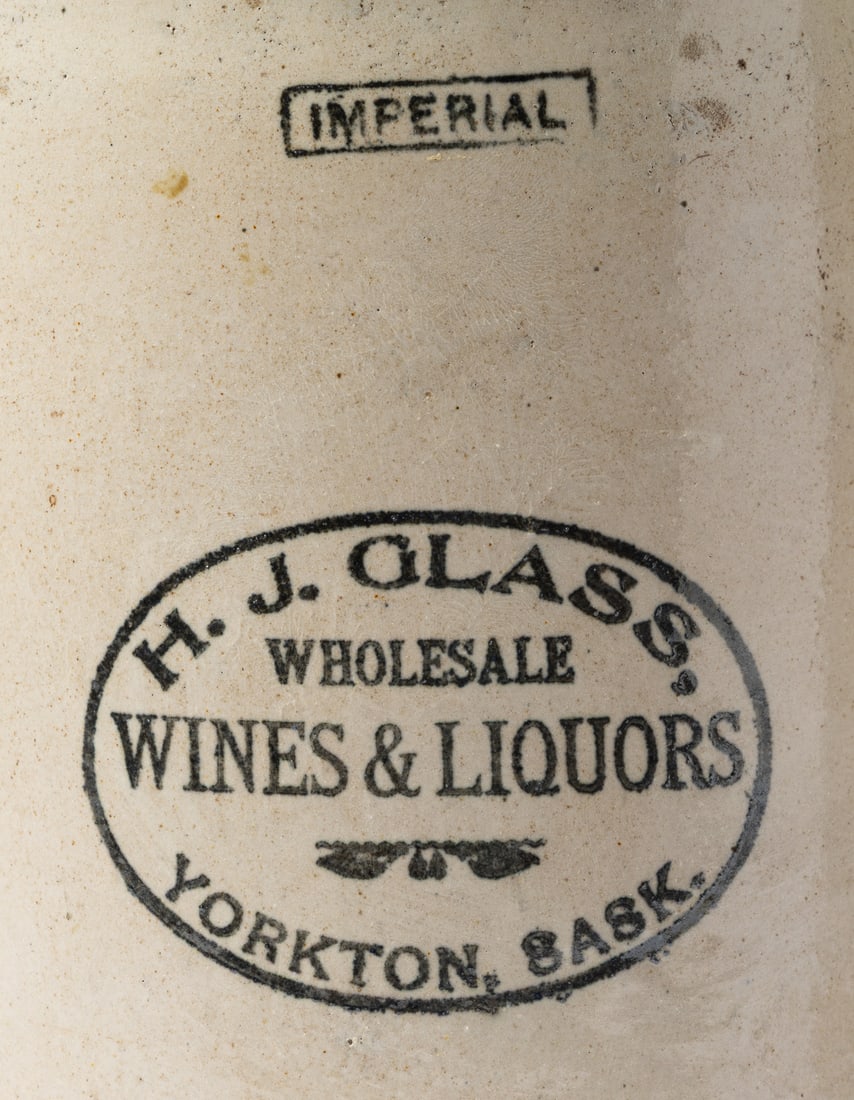 IMPERIAL
H. J. GLASS.
WHOLESALE
WINES & LIQUORS
YORKTON, SASK.